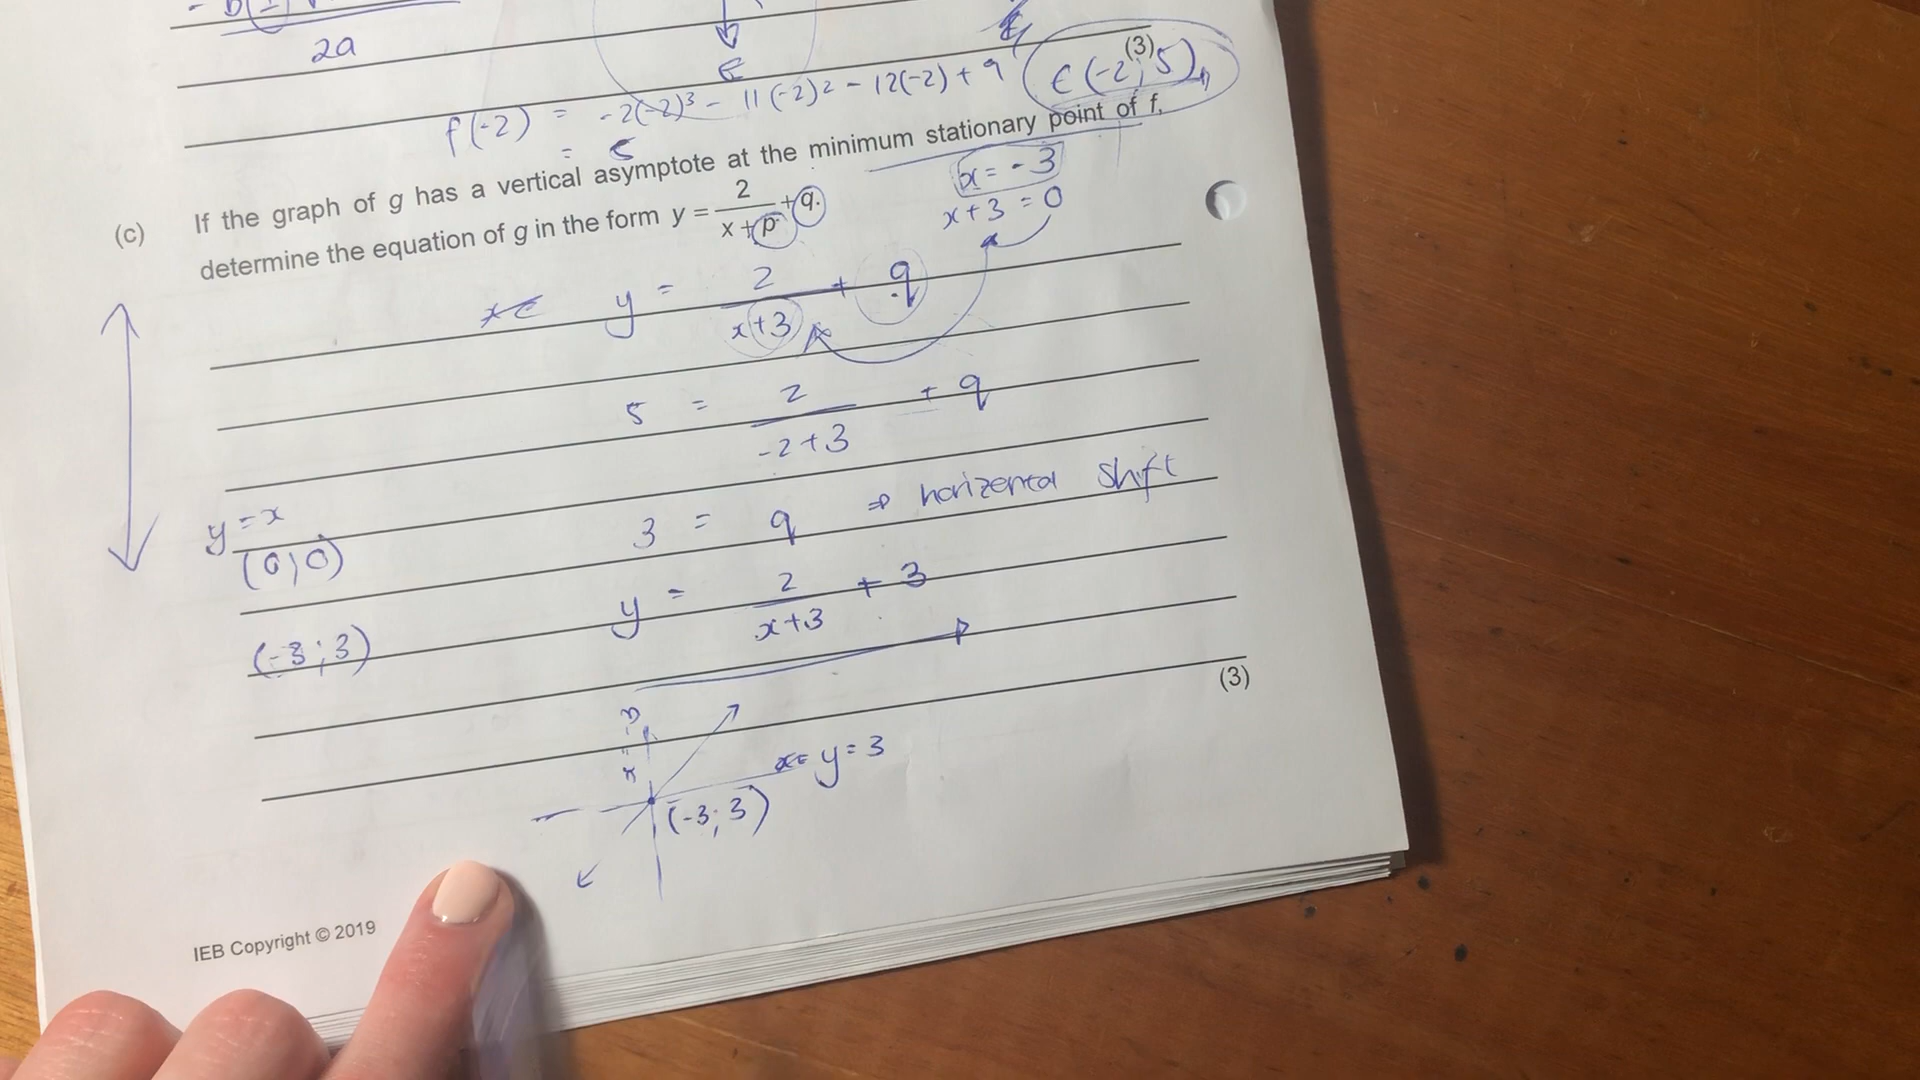 2a
(3)
E (-2; 5)
f(-2) = -2(-2)³ - 11(-2)² - 12(-2) + 9
= 5
(c) If the graph of g has a vertical asymptote at the minimum stationary point of f,
determine the equation of g in the form y = 2/(x + p) + q.
x = -3
x+3 = 0
y = 2/(x+3) + q
5 = 2/(-2+3) + q
3 = q ⇒ horizental shift
y = x
(0;0)
y = 2/(x+3) + 3
(-3;3)
(3)
y = 3
(-3; 3)
IEB Copyright © 2019